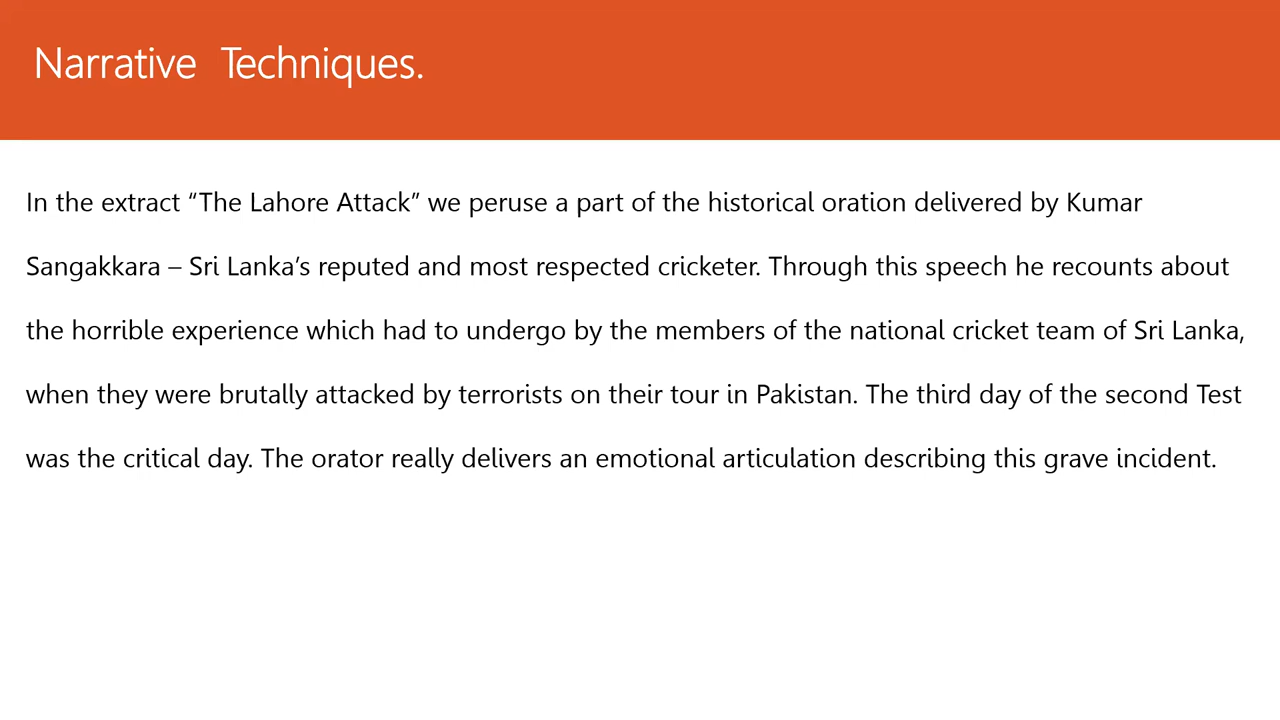 Narrative Techniques.
In the extract “The Lahore Attack” we peruse a part of the historical oration delivered by Kumar
Sangakkara – Sri Lanka’s reputed and most respected cricketer. Through this speech he recounts about
the horrible experience which had to undergo by the members of the national cricket team of Sri Lanka,
when they were brutally attacked by terrorists on their tour in Pakistan. The third day of the second Test
was the critical day. The orator really delivers an emotional articulation describing this grave incident.